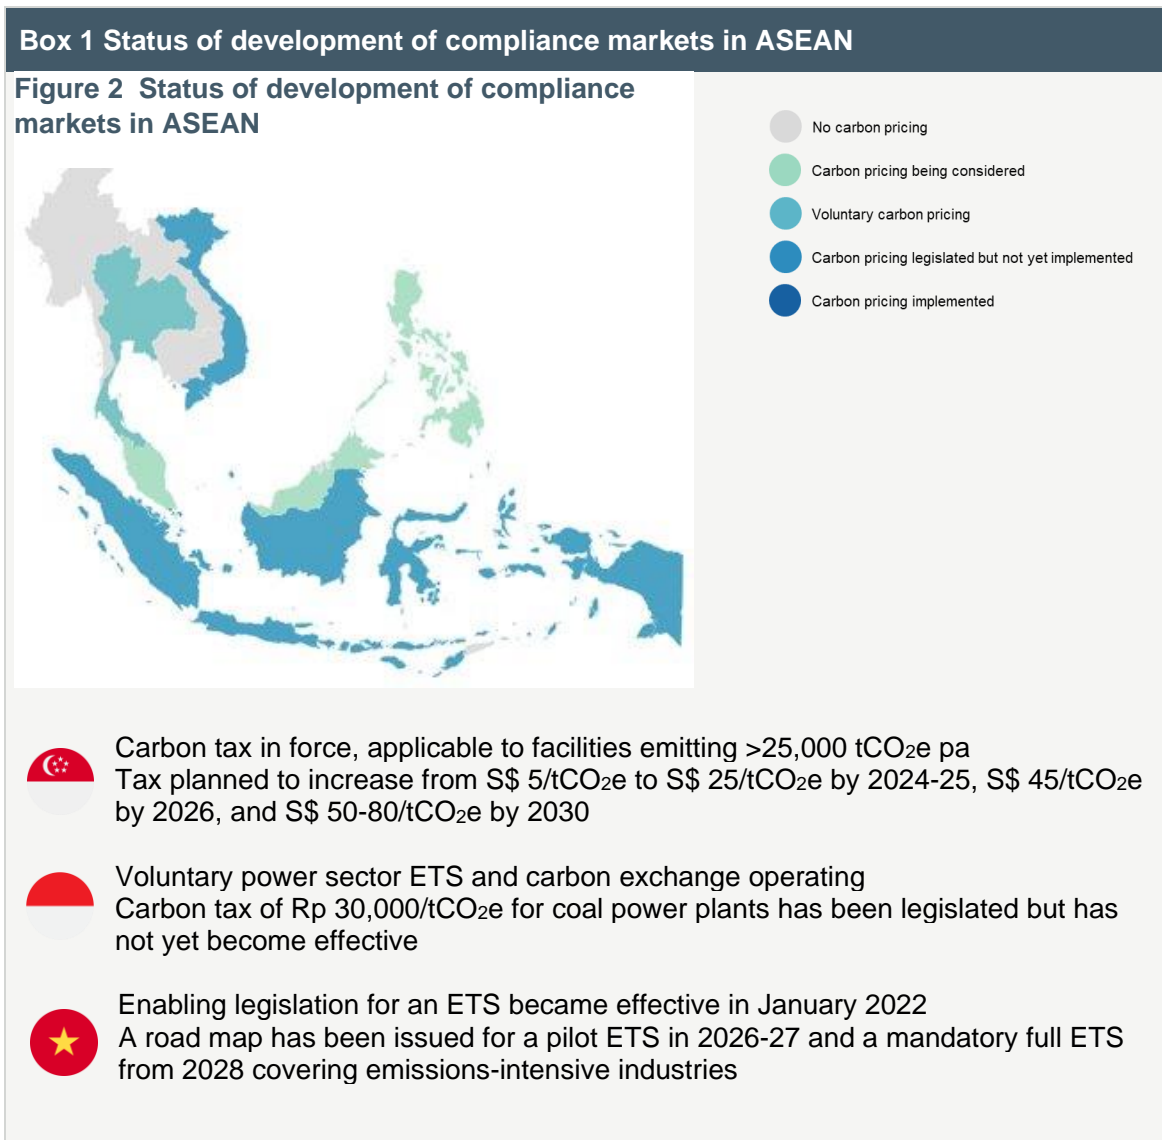 Box 1 Status of development of compliance markets in ASEAN
Figure 2  Status of development of compliance
markets in ASEAN
No carbon pricing
Carbon pricing being considered
Voluntary carbon pricing
Carbon pricing legislated but not yet implemented
Carbon pricing implemented
Carbon tax in force, applicable to facilities emitting >25,000 tCO2e pa
Tax planned to increase from S$ 5/tCO2e to S$ 25/tCO2e by 2024-25, S$ 45/tCO2e
by 2026, and S$ 50-80/tCO2e by 2030
Voluntary power sector ETS and carbon exchange operating
Carbon tax of Rp 30,000/tCO2e for coal power plants has been legislated but has
not yet become effective
Enabling legislation for an ETS became effective in January 2022
A road map has been issued for a pilot ETS in 2026-27 and a mandatory full ETS
from 2028 covering emissions-intensive industries